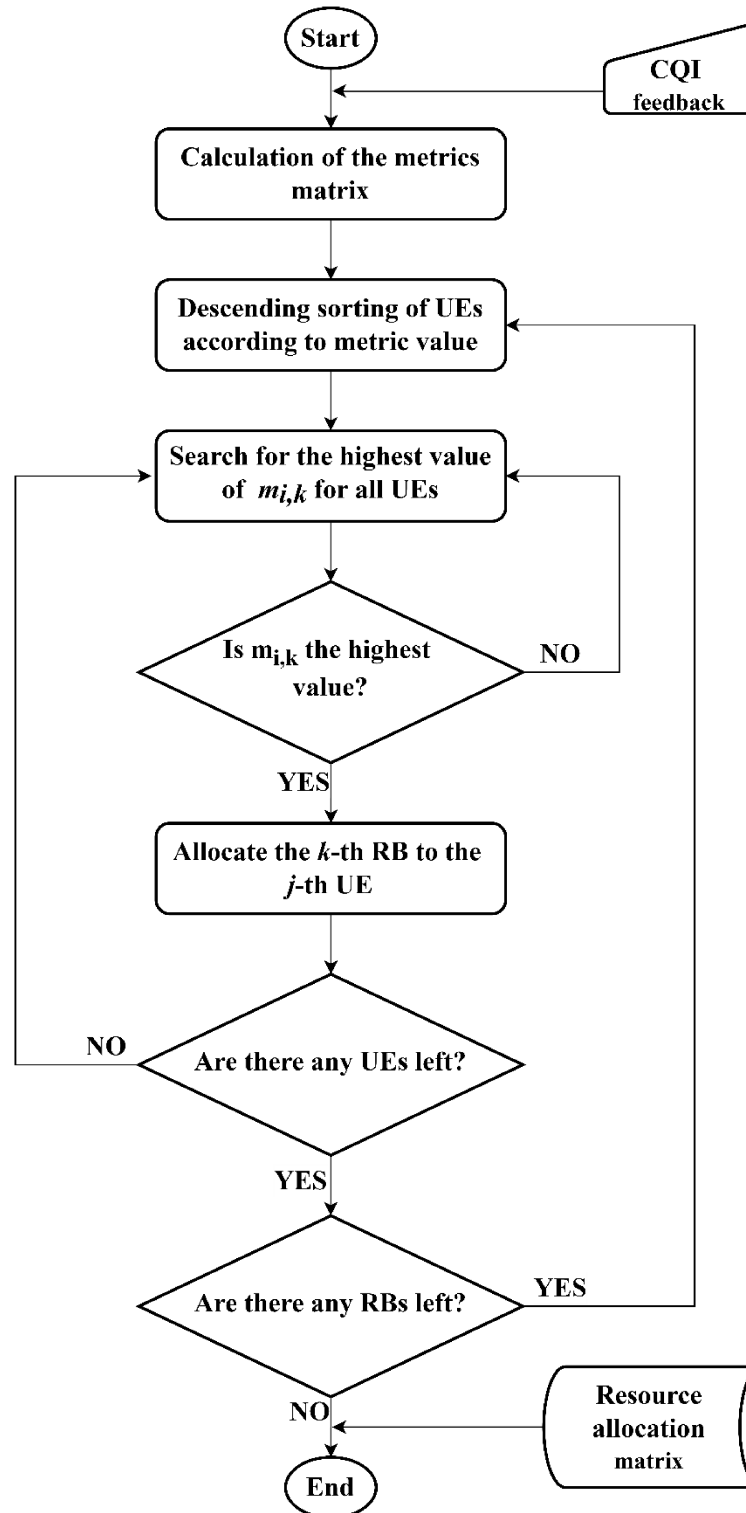 Start
CQI
feedback
Calculation of the metrics
matrix
Descending sorting of UEs
according to metric value
Search for the highest value
of m_{i,k} for all UEs
Is m_{i,k} the highest
value?
NO
YES
Allocate the k-th RB to the
j-th UE
NO
Are there any UEs left?
YES
Are there any RBs left?
YES
NO
Resource
allocation
matrix
End